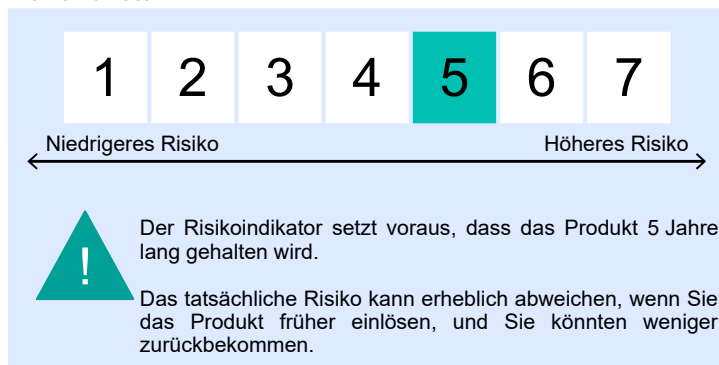 1 2 3 4 5 6 7
Niedrigeres Risiko Höheres Risiko
Der Risikoindikator setzt voraus, dass das Produkt 5 Jahre
lang gehalten wird.
!
Das tatsächliche Risiko kann erheblich abweichen, wenn Sie
das Produkt früher einlösen, und Sie könnten weniger
zurückbekommen.